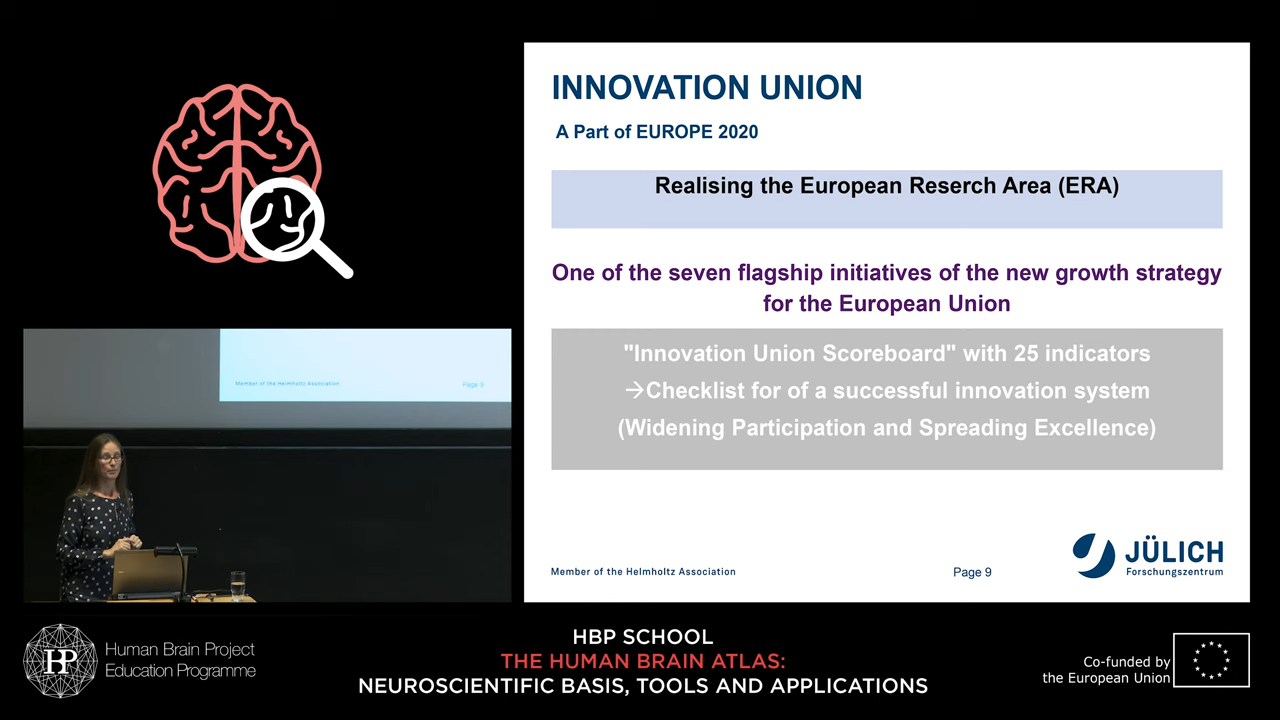 INNOVATION UNION
A Part of EUROPE 2020
Realising the European Reserch Area (ERA)
One of the seven flagship initiatives of the new growth strategy
for the European Union
"Innovation Union Scoreboard" with 25 indicators
→Checklist for of a successful innovation system
(Widening Participation and Spreading Excellence)
Member of the Helmholtz Association
Page 9
JÜLICH
Forschungszentrum
Member of the Helmholtz Association
Page 9
HBP
Human Brain Project
Education Programme
HBP SCHOOL
THE HUMAN BRAIN ATLAS:
NEUROSCIENTIFIC BASIS, TOOLS AND APPLICATIONS
Co-funded by
the European Union